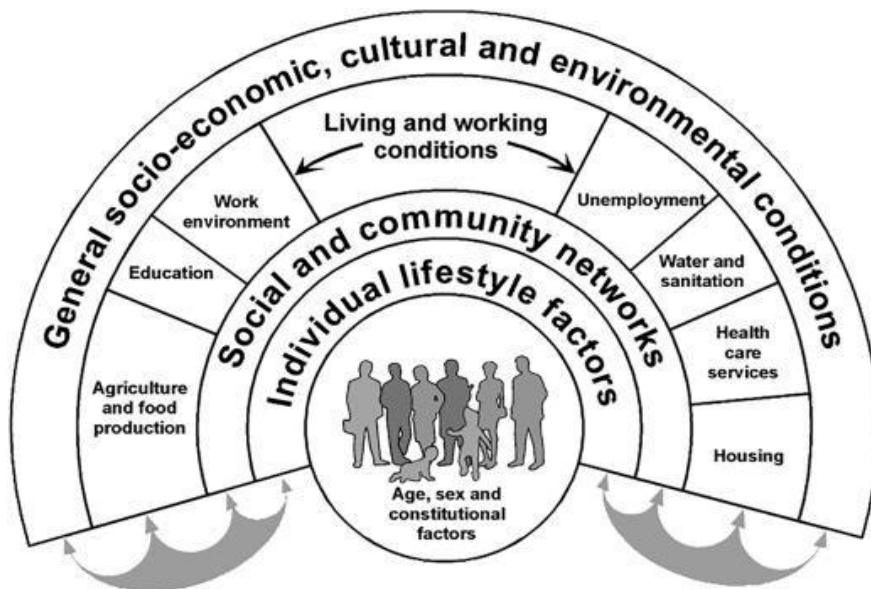 General socio-economic, cultural and environmental conditions
Living and working
conditions
Work
environment
Education
Agriculture
and food
production
Unemployment
Water and
sanitation
Health
care
services
Housing
Social and community networks
Individual lifestyle factors
Age, sex and
constitutional
factors